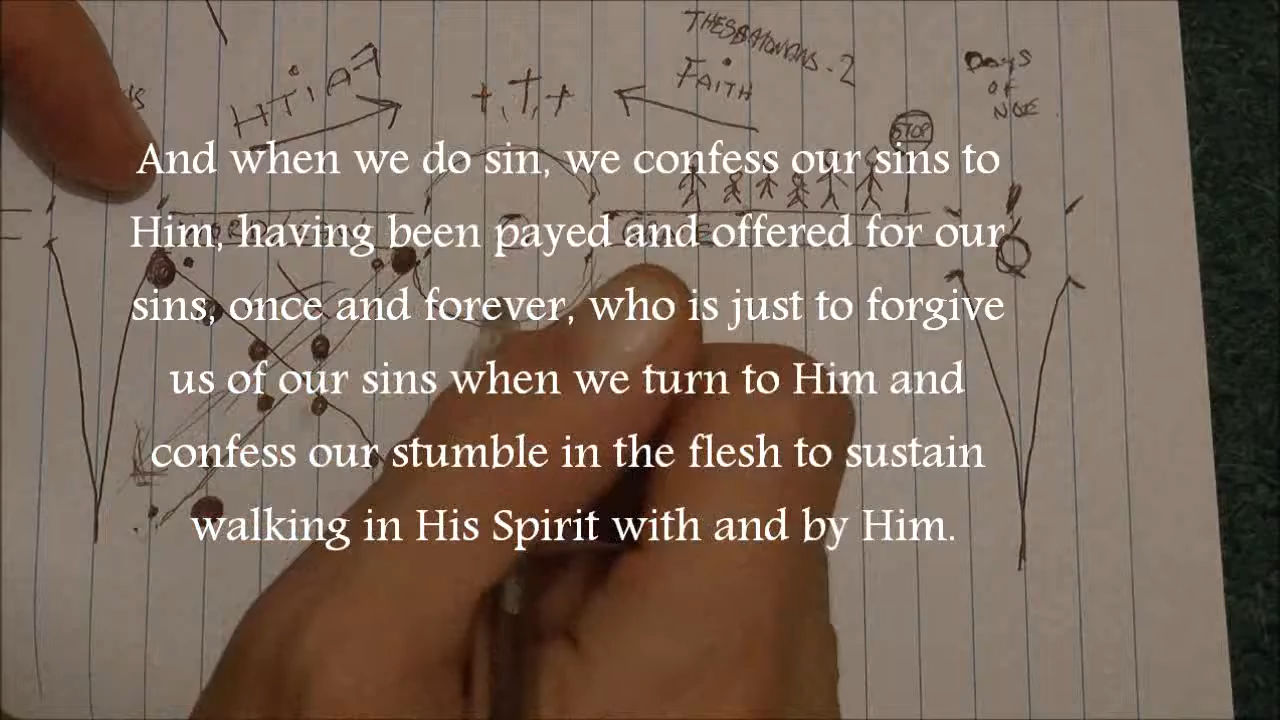 THESSALONIANS - 2
HTiAF
FAiTH
DAYS
OF
NOE
STOP
And when we do sin, we confess our sins to
Him, having been payed and offered for our
sins, once and forever, who is just to forgive
us of our sins when we turn to Him and
confess our stumble in the flesh to sustain
walking in His Spirit with and by Him.